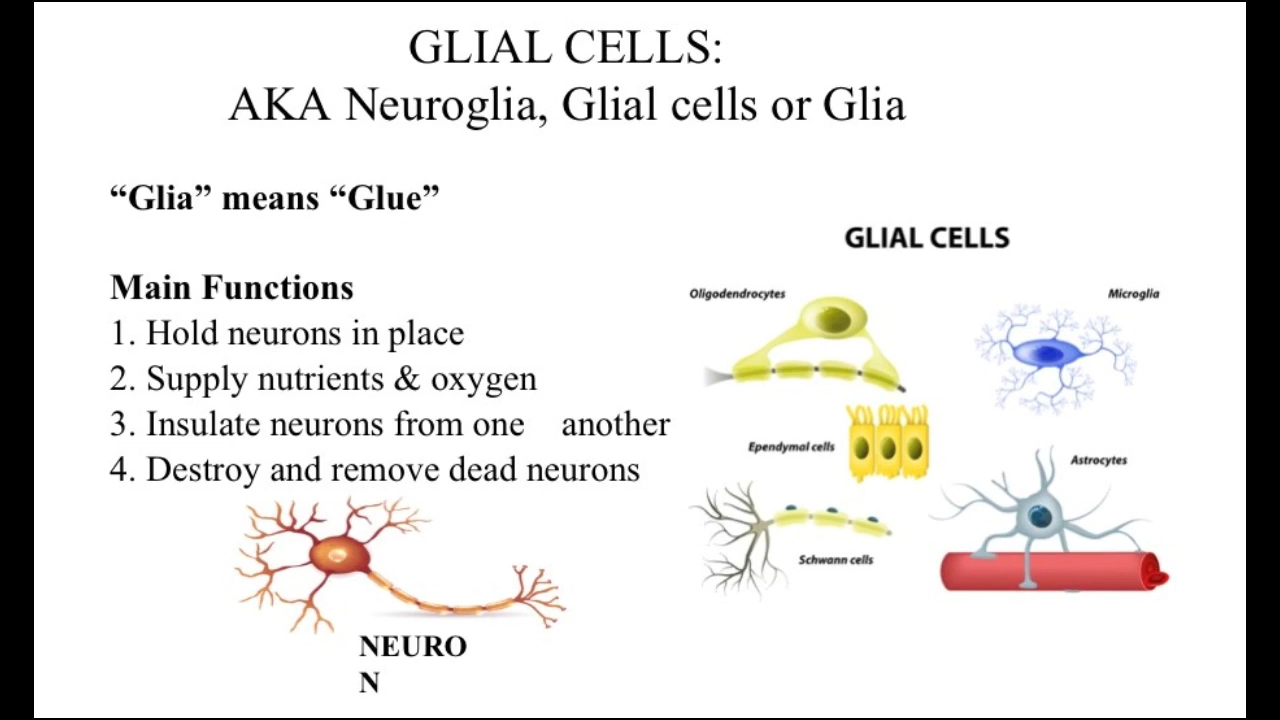 GLIAL CELLS:
AKA Neuroglia, Glial cells or Glia
“Glia” means “Glue”
Main Functions
1. Hold neurons in place
2. Supply nutrients & oxygen
3. Insulate neurons from one another
4. Destroy and remove dead neurons
NEURO
N
GLIAL CELLS
Oligodendrocytes
Microglia
Ependymal cells
Astrocytes
Schwann cells